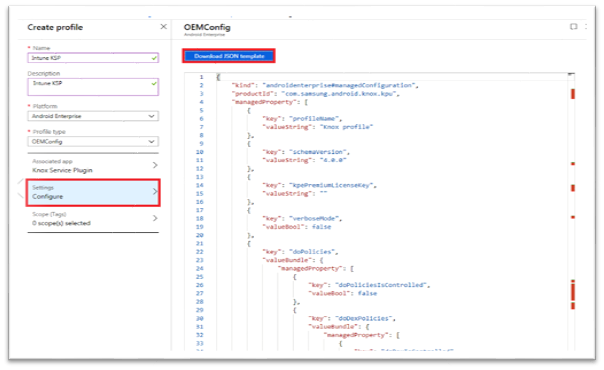 Create profile
* Name
Intune KSP
Description
Intune KSP
* Platform
Android Enterprise
* Profile type
OEMConfig
Associated app
Knox Service Plugin
Settings
Configure
Scope (Tags)
0 scope(s) selected
OEMConfig
Android Enterprise
Download JSON template
1 {
2 "kind": "androidenterprise#managedConfiguration",
3 "productId": "com.samsung.android.knox.kpu",
4 "managedProperty": [
5 {
6 "key": "profileName",
7 "valueString": "Knox profile"
8 },
9 {
10 "key": "schemaVersion",
11 "valueString": "4.0.0"
12 },
13 {
14 "key": "kpePremiumLicenseKey",
15 "valueString": ""
16 },
17 {
18 "key": "verboseMode",
19 "valueBool": false
20 },
21 {
22 "key": "doPolicies",
23 "valueBundle": {
24 "managedProperty": [
25 {
26 "key": "doPoliciesIsControlled",
27 "valueBool": false
28 },
29 {
30 "key": "doDexPolicies",
31 "valueBundle": {
32 "managedProperty": [
33 {